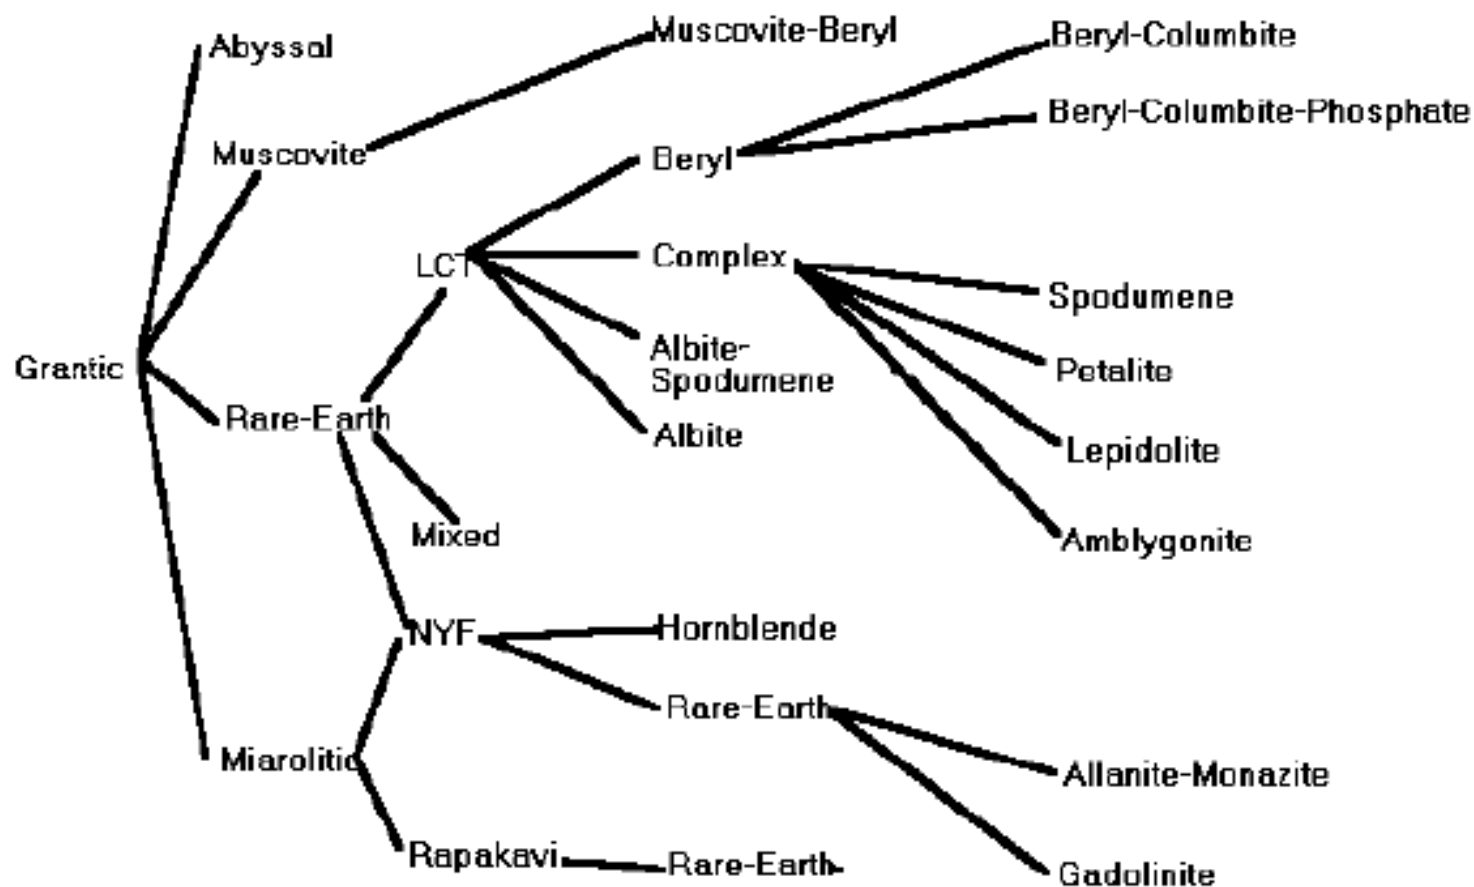 Abyssal
Muscovite-Beryl
Beryl-Columbite
Beryl-Columbite-Phosphate
Muscovite
Beryl
LCT
Complex
Spodumene
Albite-
Spodumene
Petalite
Grantic
Rare-Earth
Albite
Lepidolite
Mixed
Amblygonite
NYF
Hornblende
Rare-Earth
Miarolitic
Allanite-Monazite
Rapakavi
Rare-Earth
Gadolinite